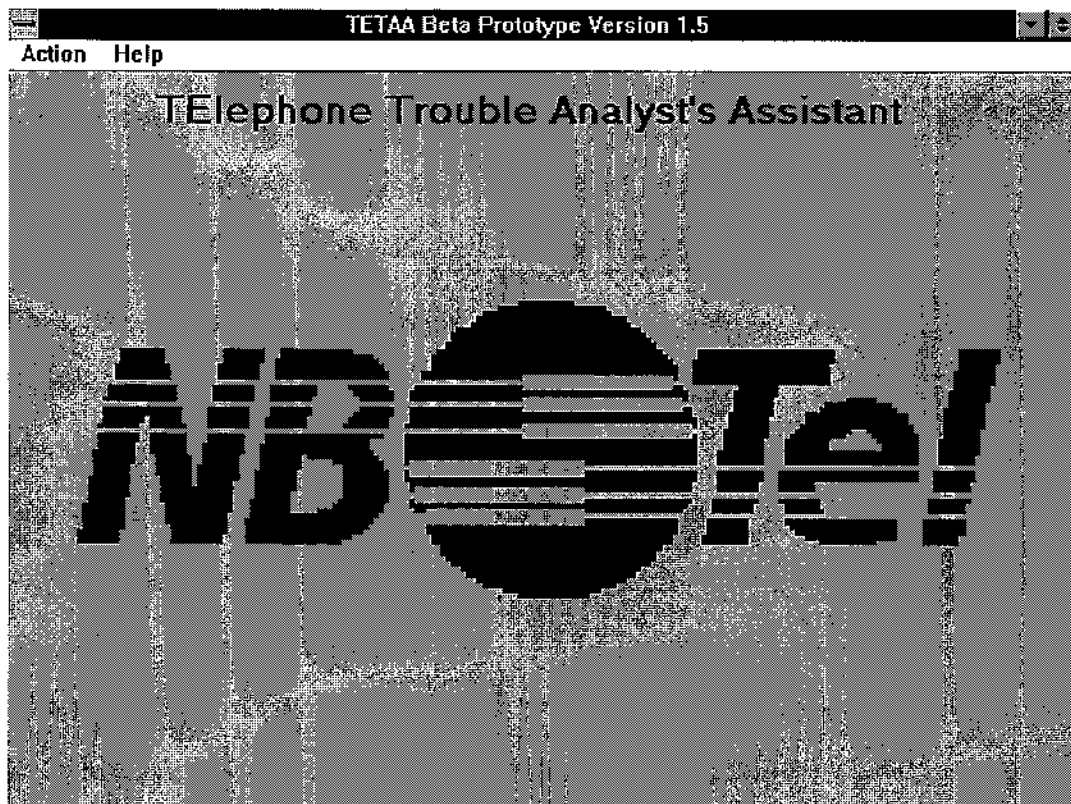 TETAA Beta Prototype Version 1.5
Action Help
TElephone Trouble Analyst's Assistant
NB Tel